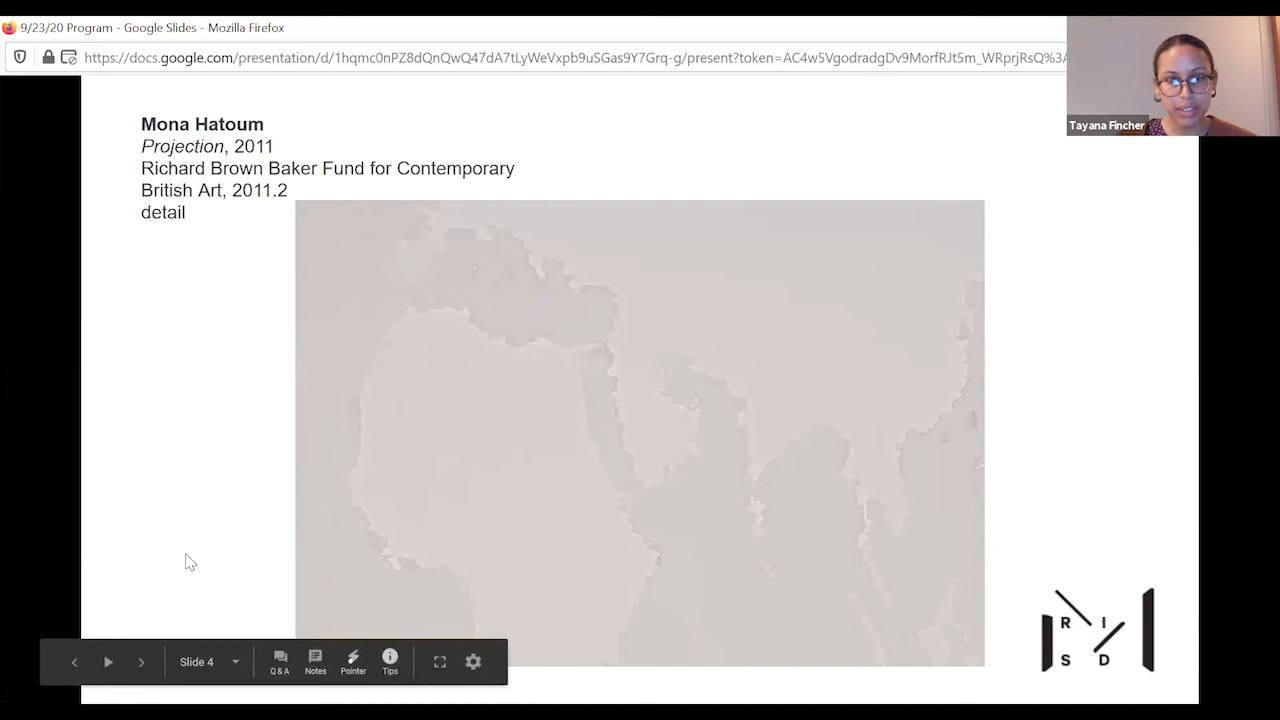 9/23/20 Program - Google Slides - Mozilla Firefox
https://docs.google.com/presentation/d/1hqmc0nPZ8dQnQwQ47dA7tLyWeVxpb9uSGas9Y7Grq-g/present?token=AC4w5VgodradgDv9MorfRJt5m_WRprjRsQ%3A
Tayana Fincher
Mona Hatoum
Projection, 2011
Richard Brown Baker Fund for Contemporary
British Art, 2011.2
detail
R I
S D
Slide 4
Q & A Notes Pointer Tips